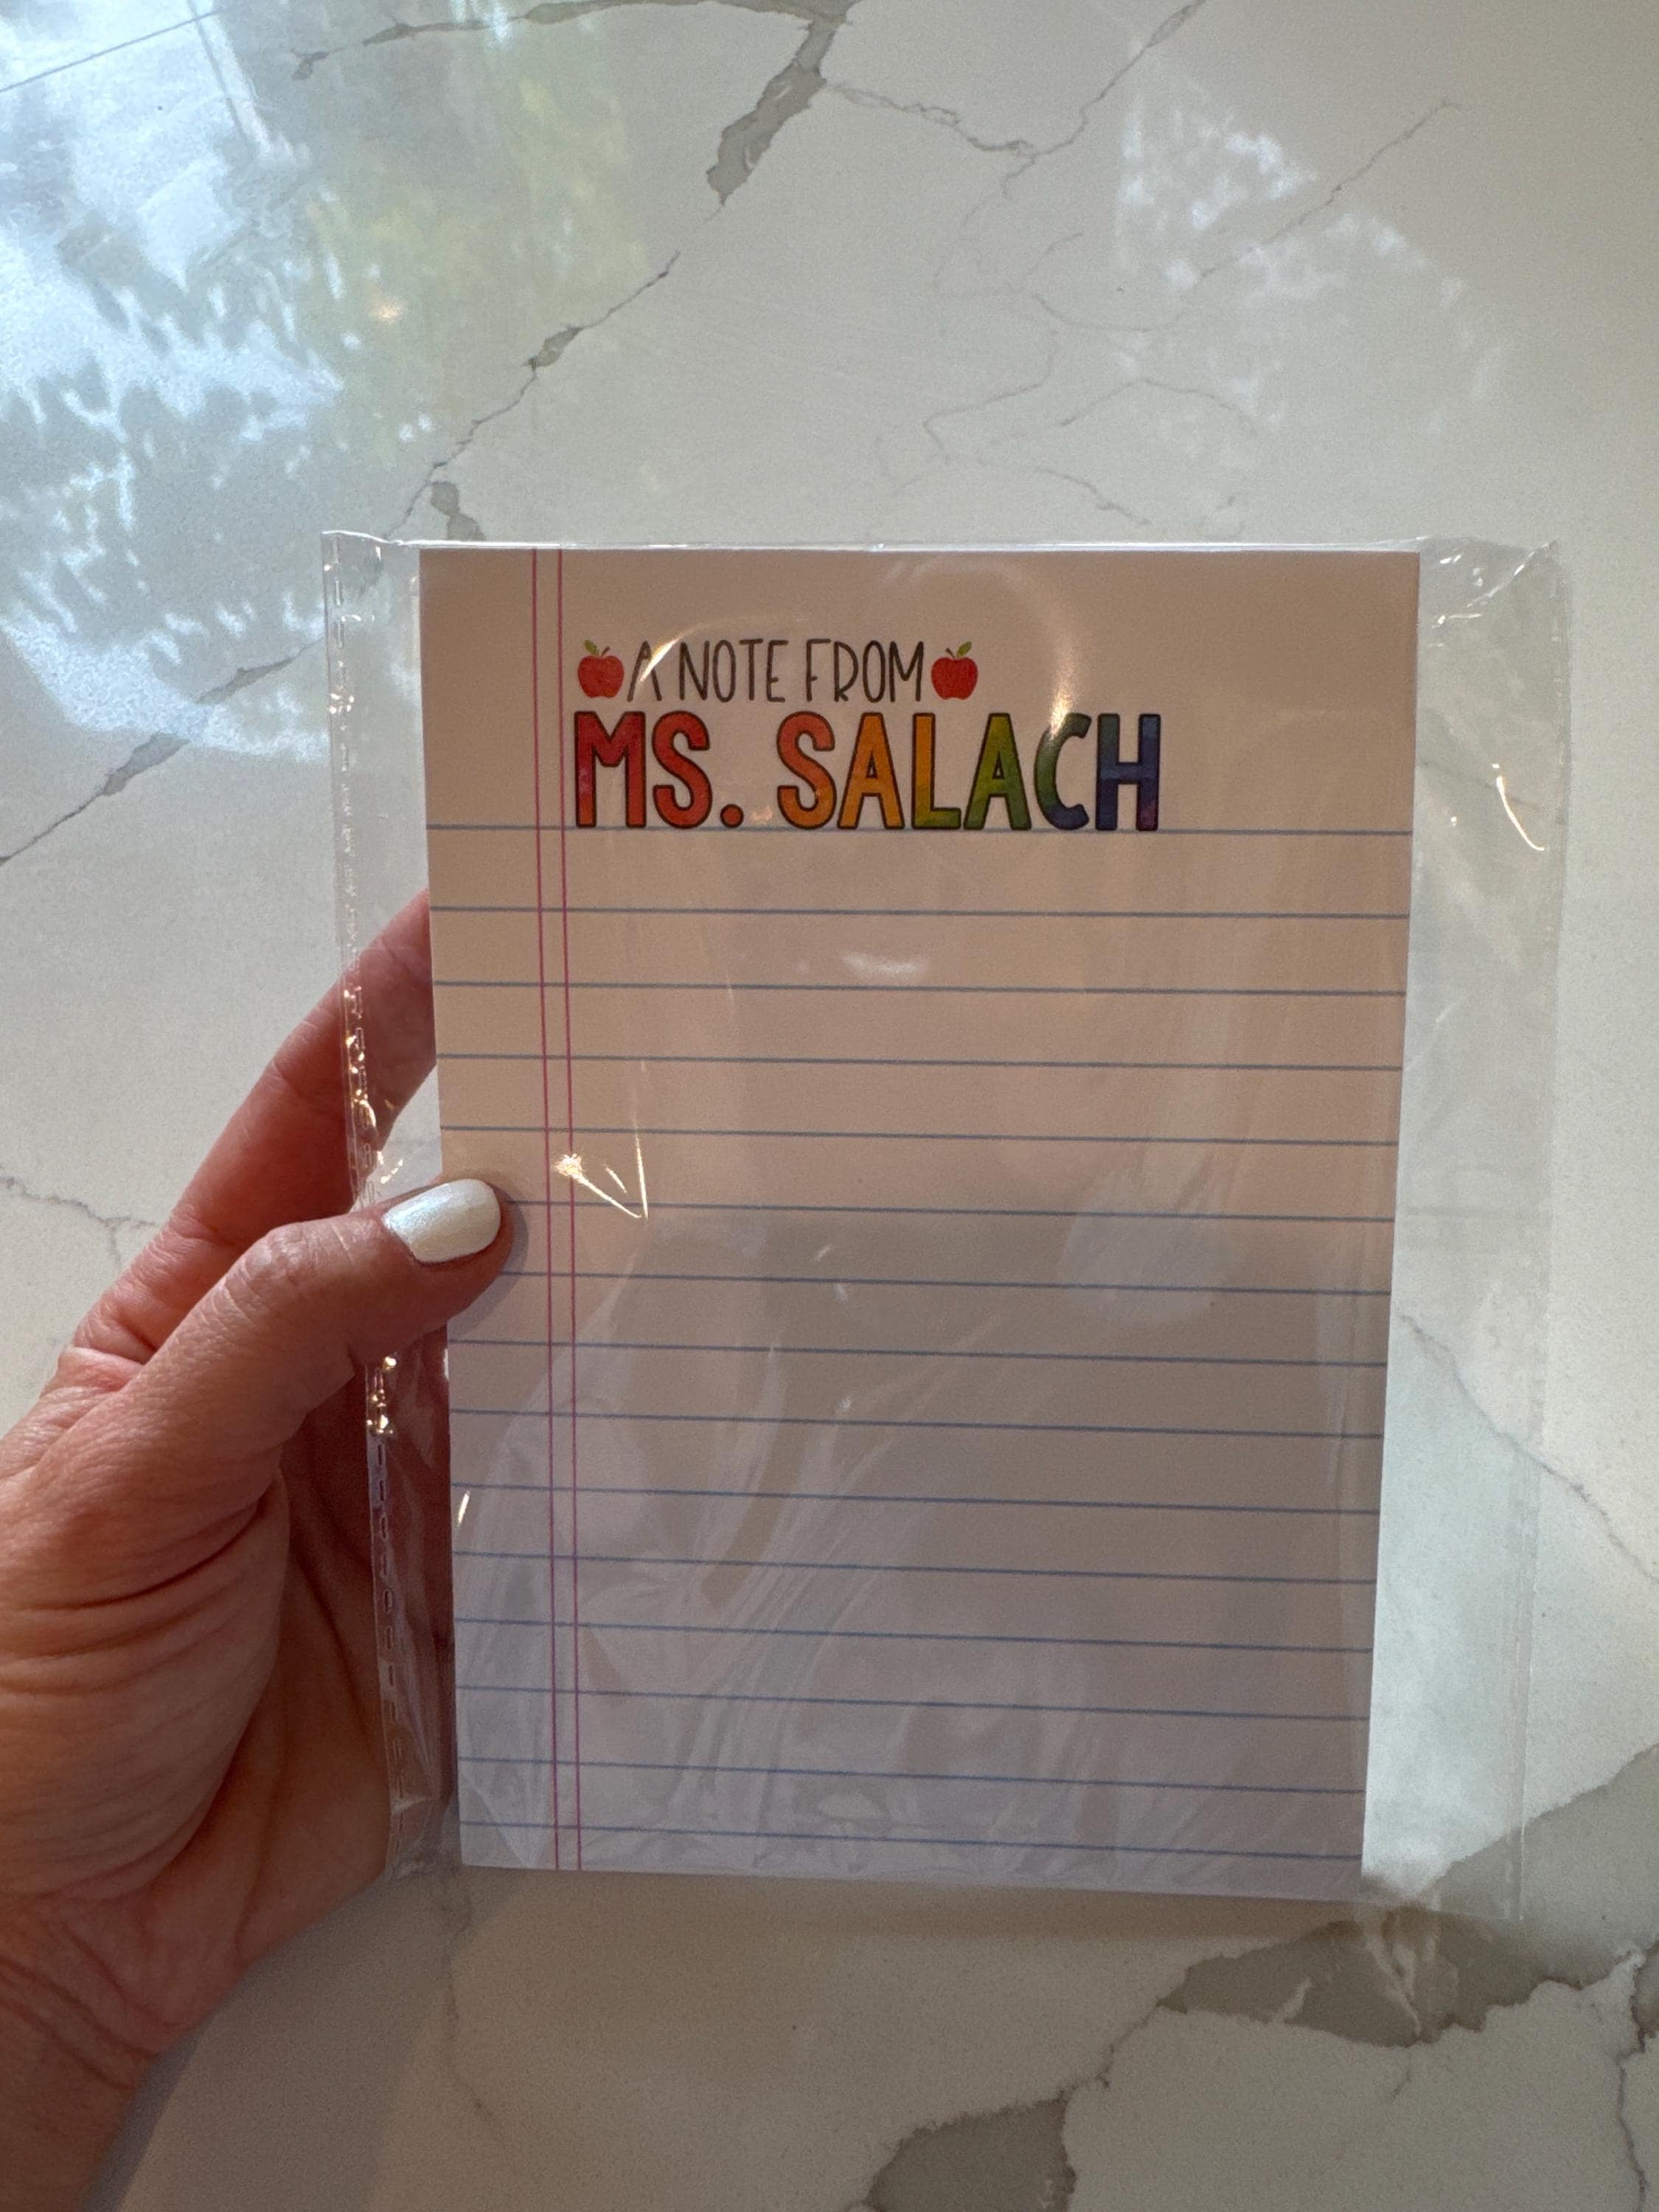 A NOTE FROM
MS. SALACH